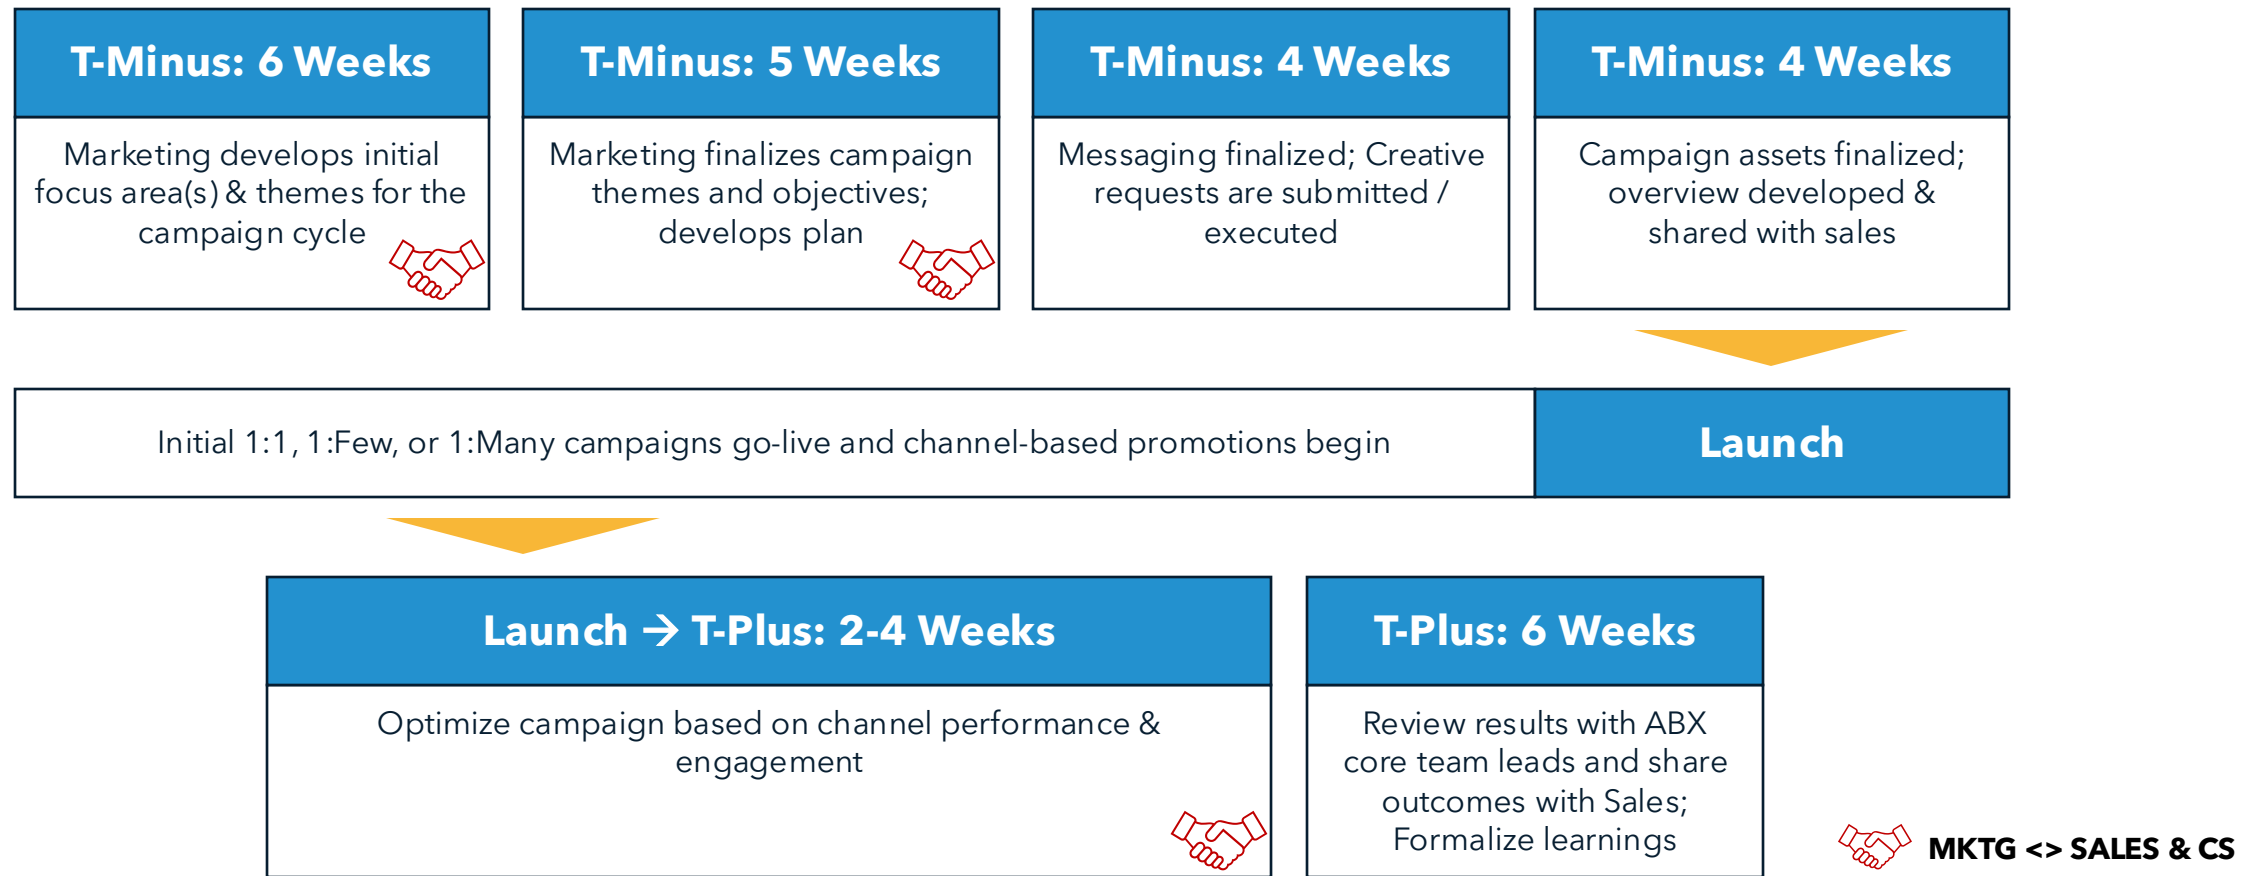 T-Minus: 6 Weeks
Marketing develops initial
focus area(s) & themes for the
campaign cycle
T-Minus: 5 Weeks
Marketing finalizes campaign
themes and objectives;
develops plan
T-Minus: 4 Weeks
Messaging finalized; Creative
requests are submitted /
executed
T-Minus: 4 Weeks
Campaign assets finalized;
overview developed &
shared with sales
Initial 1:1, 1:Few, or 1:Many campaigns go-live and channel-based promotions begin
Launch
Launch → T-Plus: 2-4 Weeks
Optimize campaign based on channel performance &
engagement
T-Plus: 6 Weeks
Review results with ABX
core team leads and share
outcomes with Sales;
Formalize learnings
MKTG <> SALES & CS